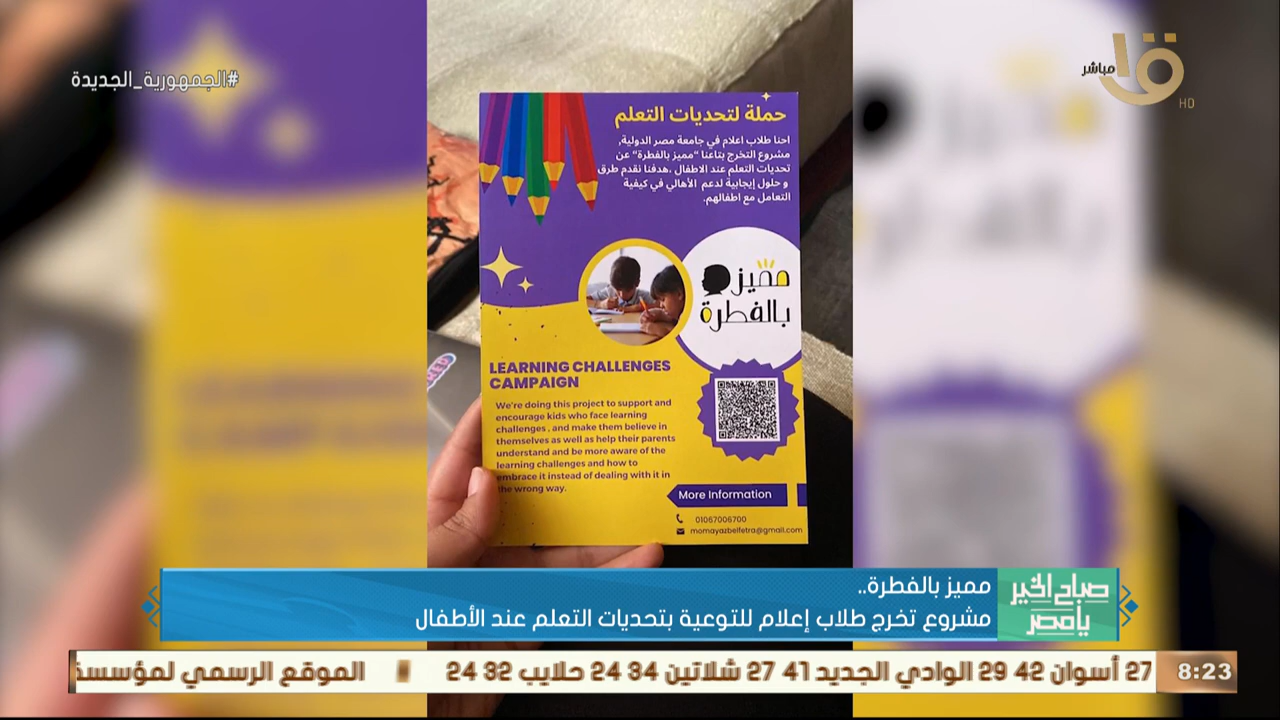 #الجمهورية_الجديدة
مباشر
HD
حملة لتحديات التعلم
احنا طلاب اعلام في جامعة مصر الدولية,
مشروع التخرج بتاعنا “مميز بالفطرة” عن
تحديات التعلم عند الاطفال ,هدفنا نقدم طرق
و حلول إيجابية لدعم الأهالي في كيفية
التعامل مع اطفالهم.
مميز
بالفطرة
LEARNING CHALLENGES
CAMPAIGN
We're doing this project to support and
encourage kids who face learning
challenges , and make them believe in
themselves as well as help their parents
understand and be more aware of the
learning challenges and how to
embrace it instead of dealing with it in
the wrong way.
More Information
01067006700
momayazbelfetra@gmail.com
مميز بالفطرة..
مشروع تخرج طلاب إعلام للتوعية بتحديات التعلم عند الأطفال
صباح الخير
يا مصر
27 أسوان 42 29 الوادي الجديد 41 27 شلاتين 34 24 حلايب 32 24 الموقع الرسمي لمؤسسة
8:23